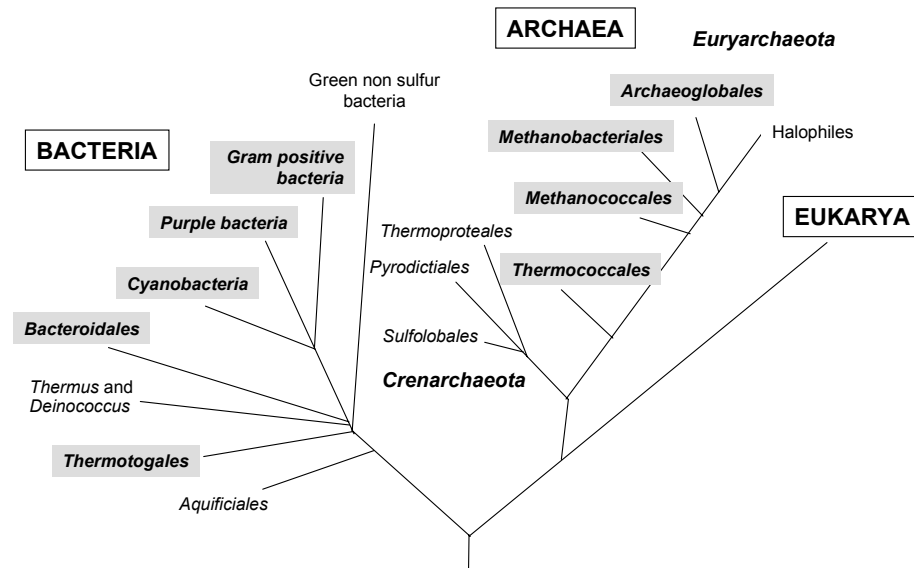 ARCHAEA
Euryarchaeota
Green non sulfur
bacteria
Archaeoglobales
BACTERIA
Gram positive
bacteria
Methanobacteriales
Halophiles
Methanococcales
EUKARYA
Purple bacteria
Thermoproteales
Pyrodictiales
Thermococcales
Cyanobacteria
Bacteroidales
Sulfolobales
Crenarchaeota
Thermus and
Deinococcus
Thermotogales
Aquificiales